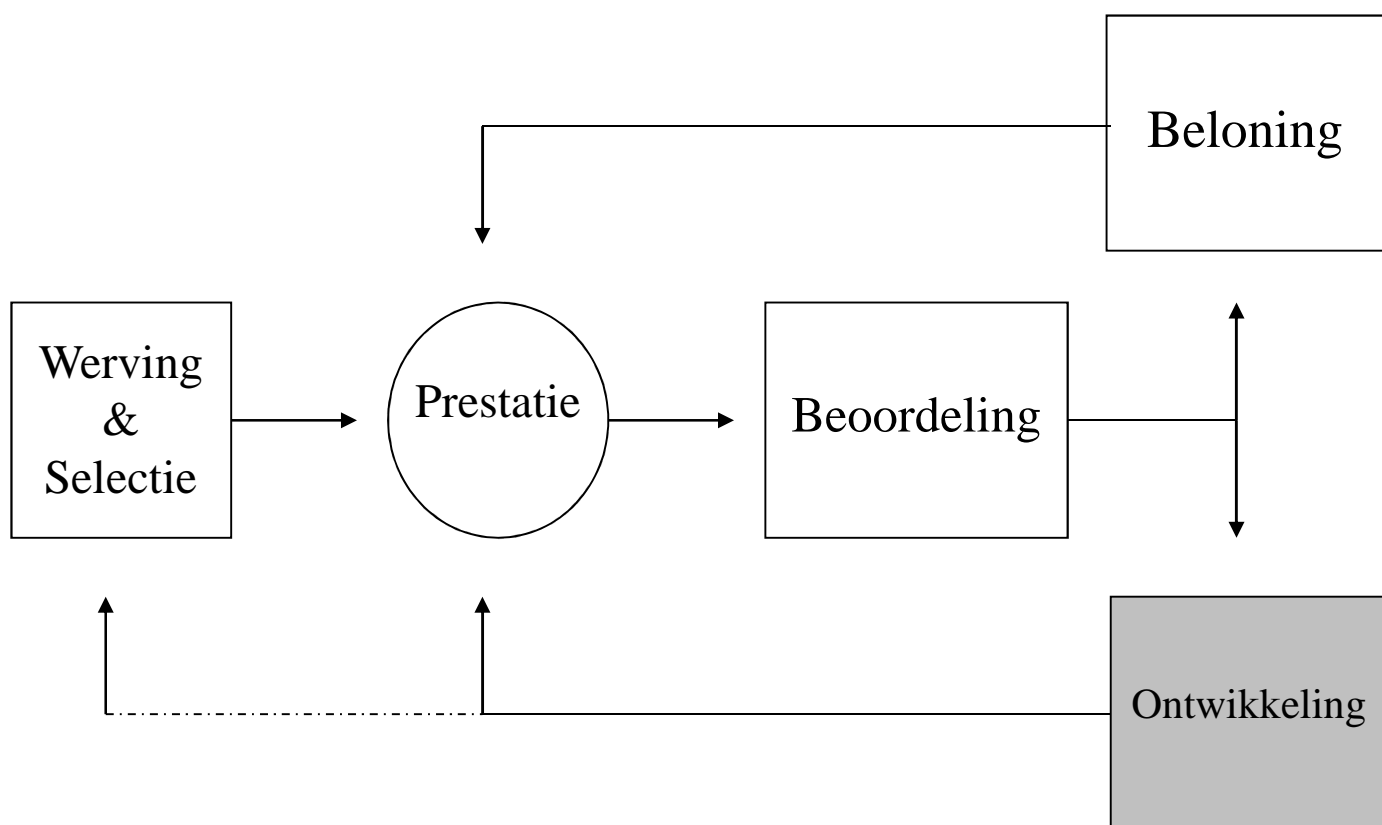 Beloning
Werving
&
Selectie
Prestatie
Beoordeling
Ontwikkeling